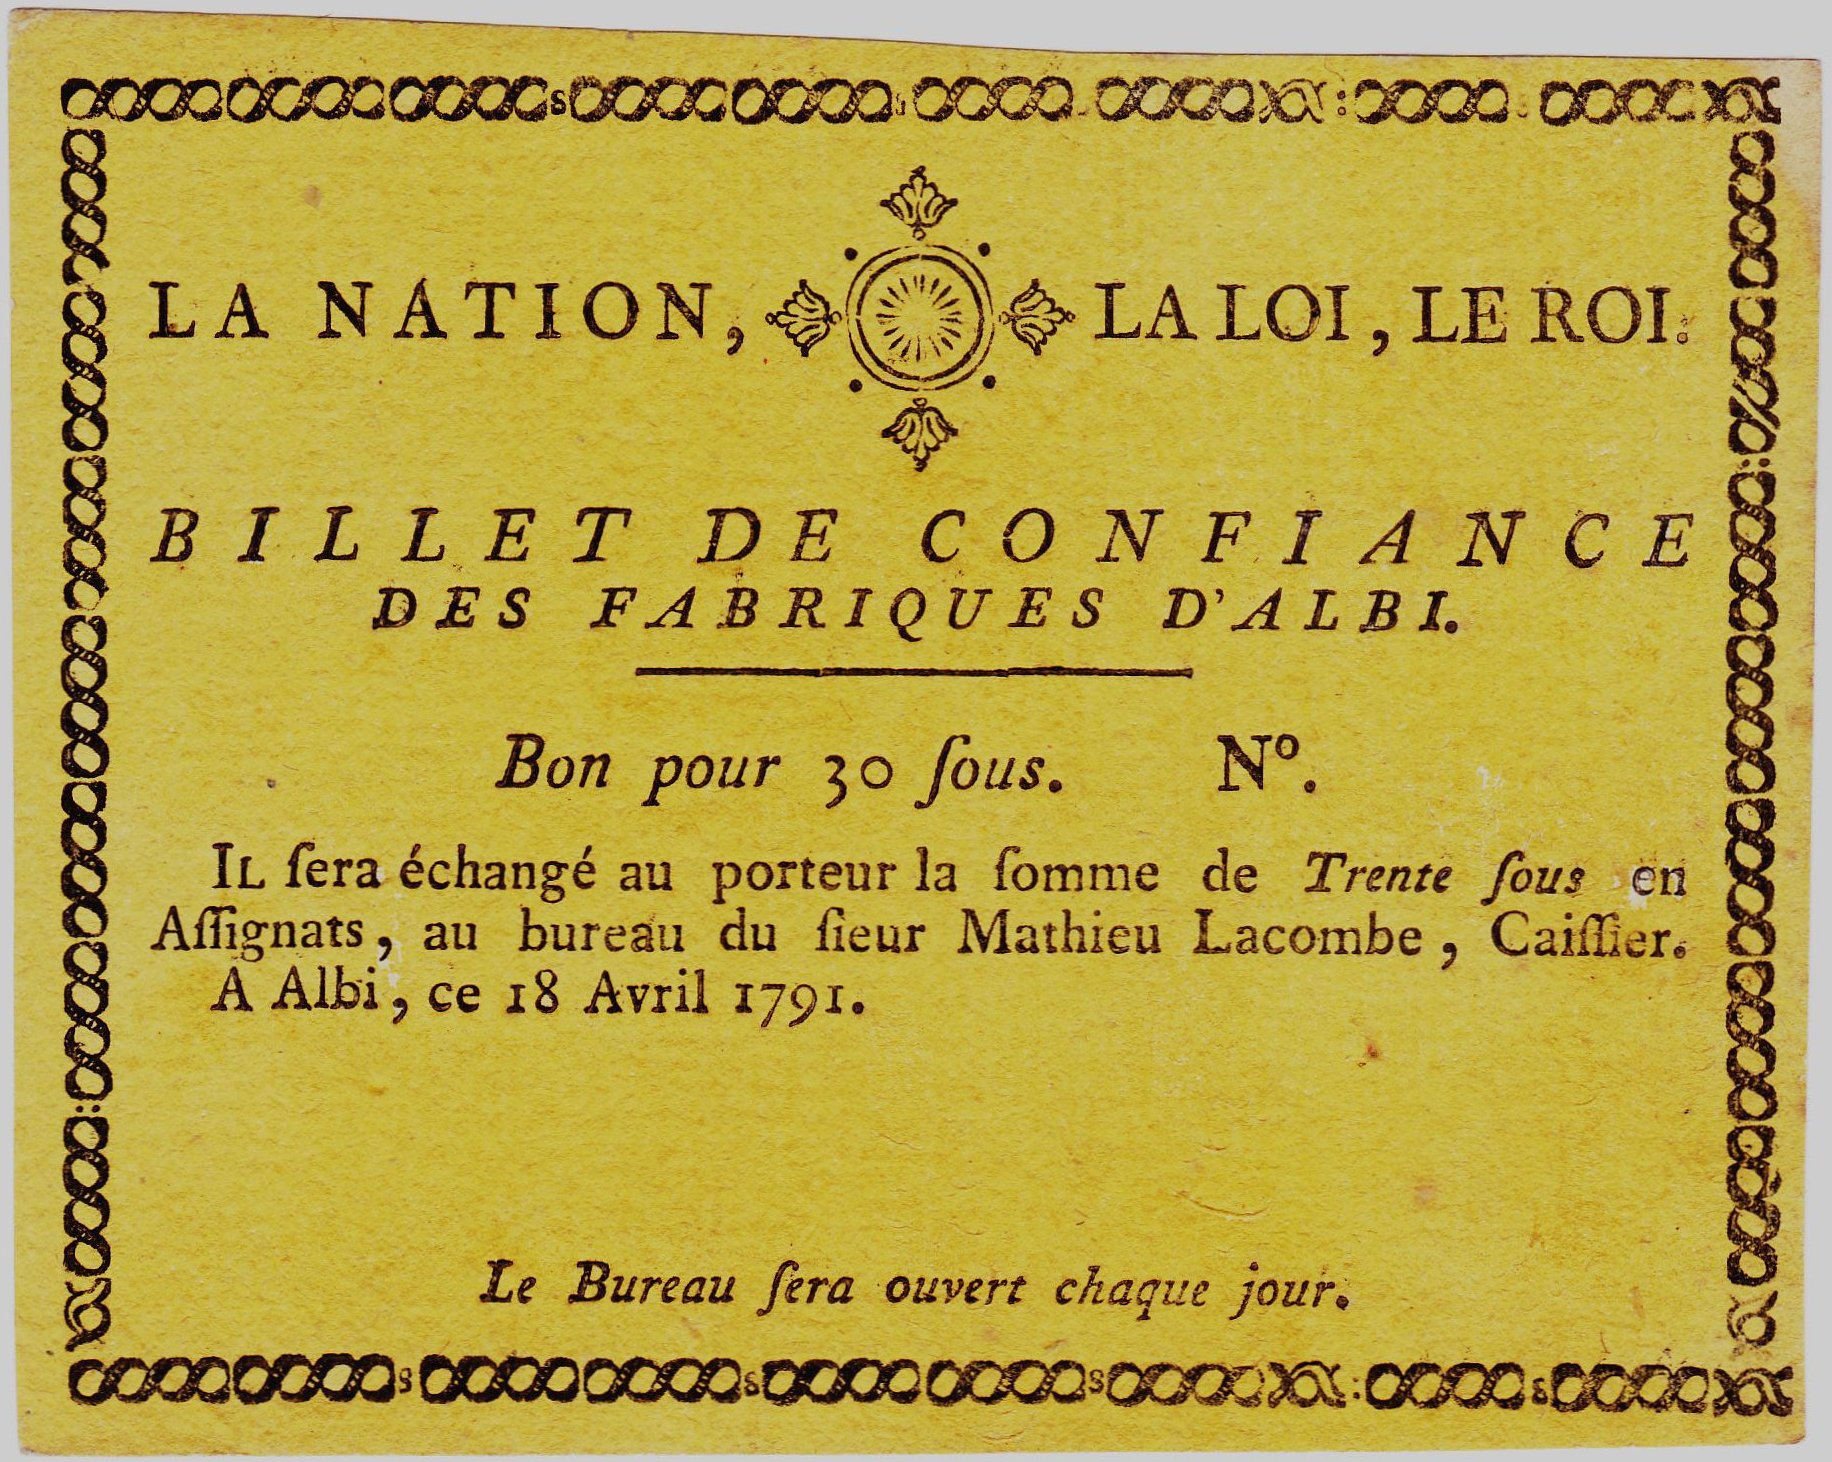 LA NATION, LA LOI, LE ROI.
BILLET DE CONFIANCE
DES FABRIQUES D'ALBI.
Bon pour 30 ſous. Nº.
IL ſera échangé au porteur la ſomme de Trente ſous en
Aſſignats, au bureau du ſieur Mathieu Lacombe, Caiſſier.
A Albi, ce 18 Avril 1791.
Le Bureau ſera ouvert chaque jour.